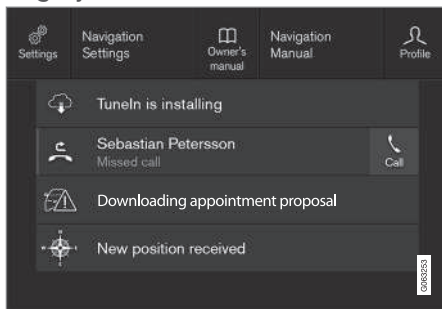 Settings
Navigation
Settings
Owner's
manual
Navigation
Manual
Profile
TuneIn is installing
Sebastian Petersson
Missed call
Call
Downloading appointment proposal
New position received
G063253